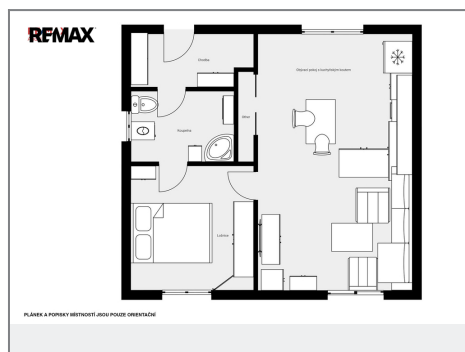 RE/MAX
Chodba
Obývací pokoj s kuchyňským koutem
Koupelna
Ložnice
PLÁNEK A POPISKY MÍSTNOSTÍ JSOU POUZE ORIENTAČNÍ